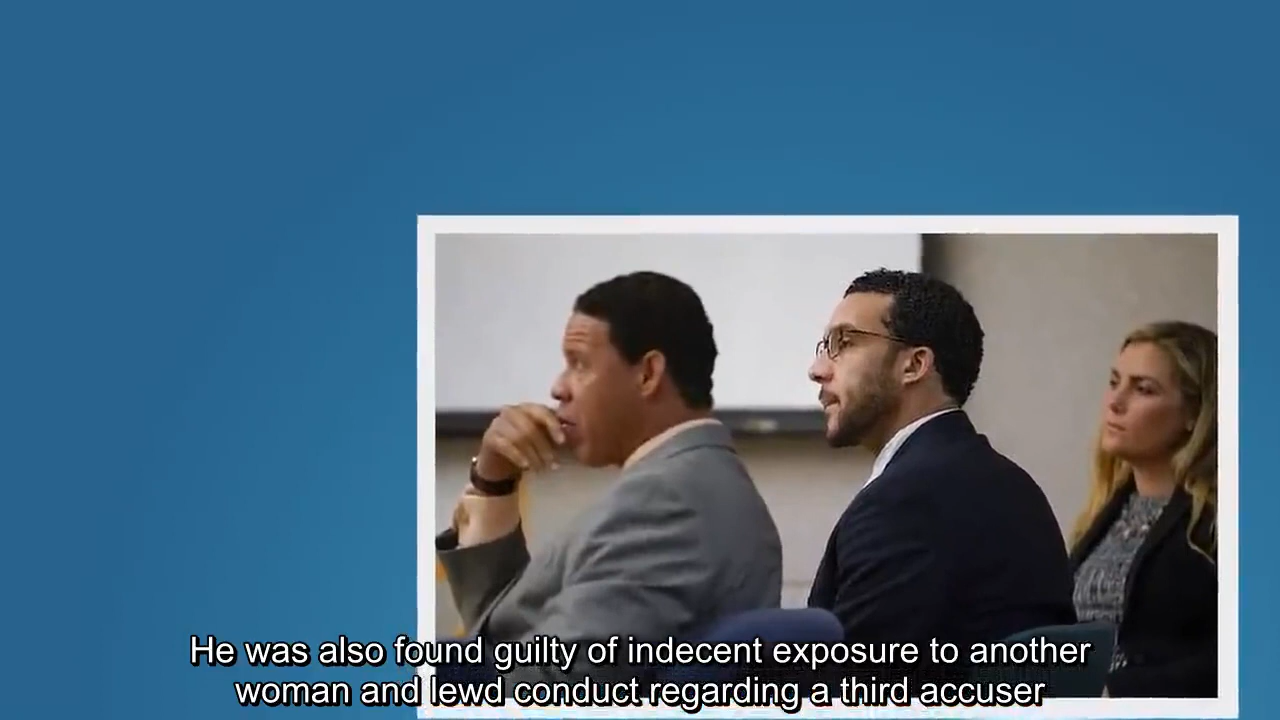 He was also found guilty of indecent exposure to another
woman and lewd conduct regarding a third accuser